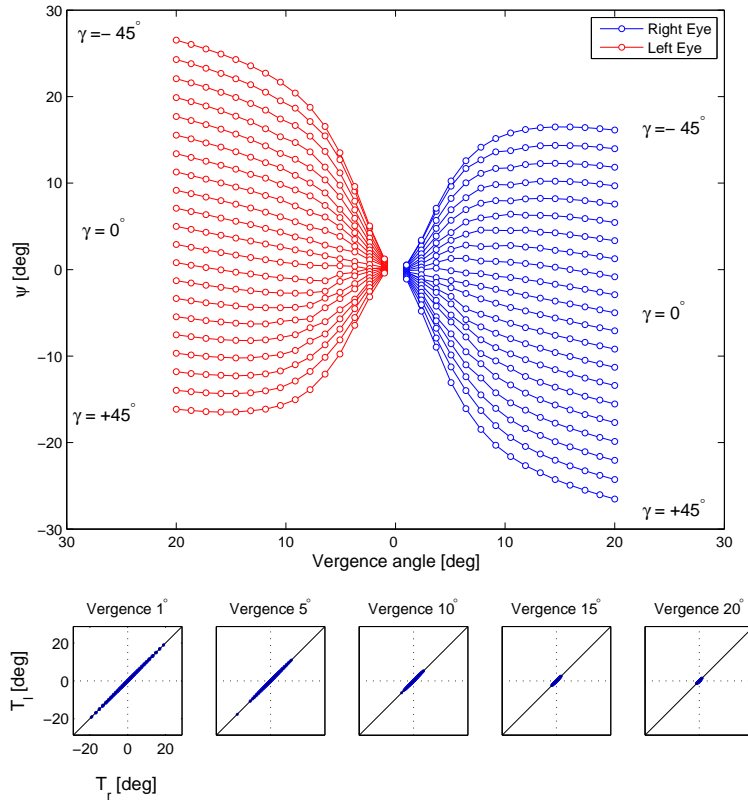 γ = − 45°
Right Eye
Left Eye
γ = − 45°
γ = 0°
γ = 0°
γ = +45°
γ = +45°
30
20
10
0
−10
−20
−30
ψ [deg]
30 20 10 0 10 20 30
Vergence angle [deg]
Vergence 1° Vergence 5° Vergence 10° Vergence 15° Vergence 20°
20
0
−20
T_l [deg]
−20 0 20
T_r [deg]